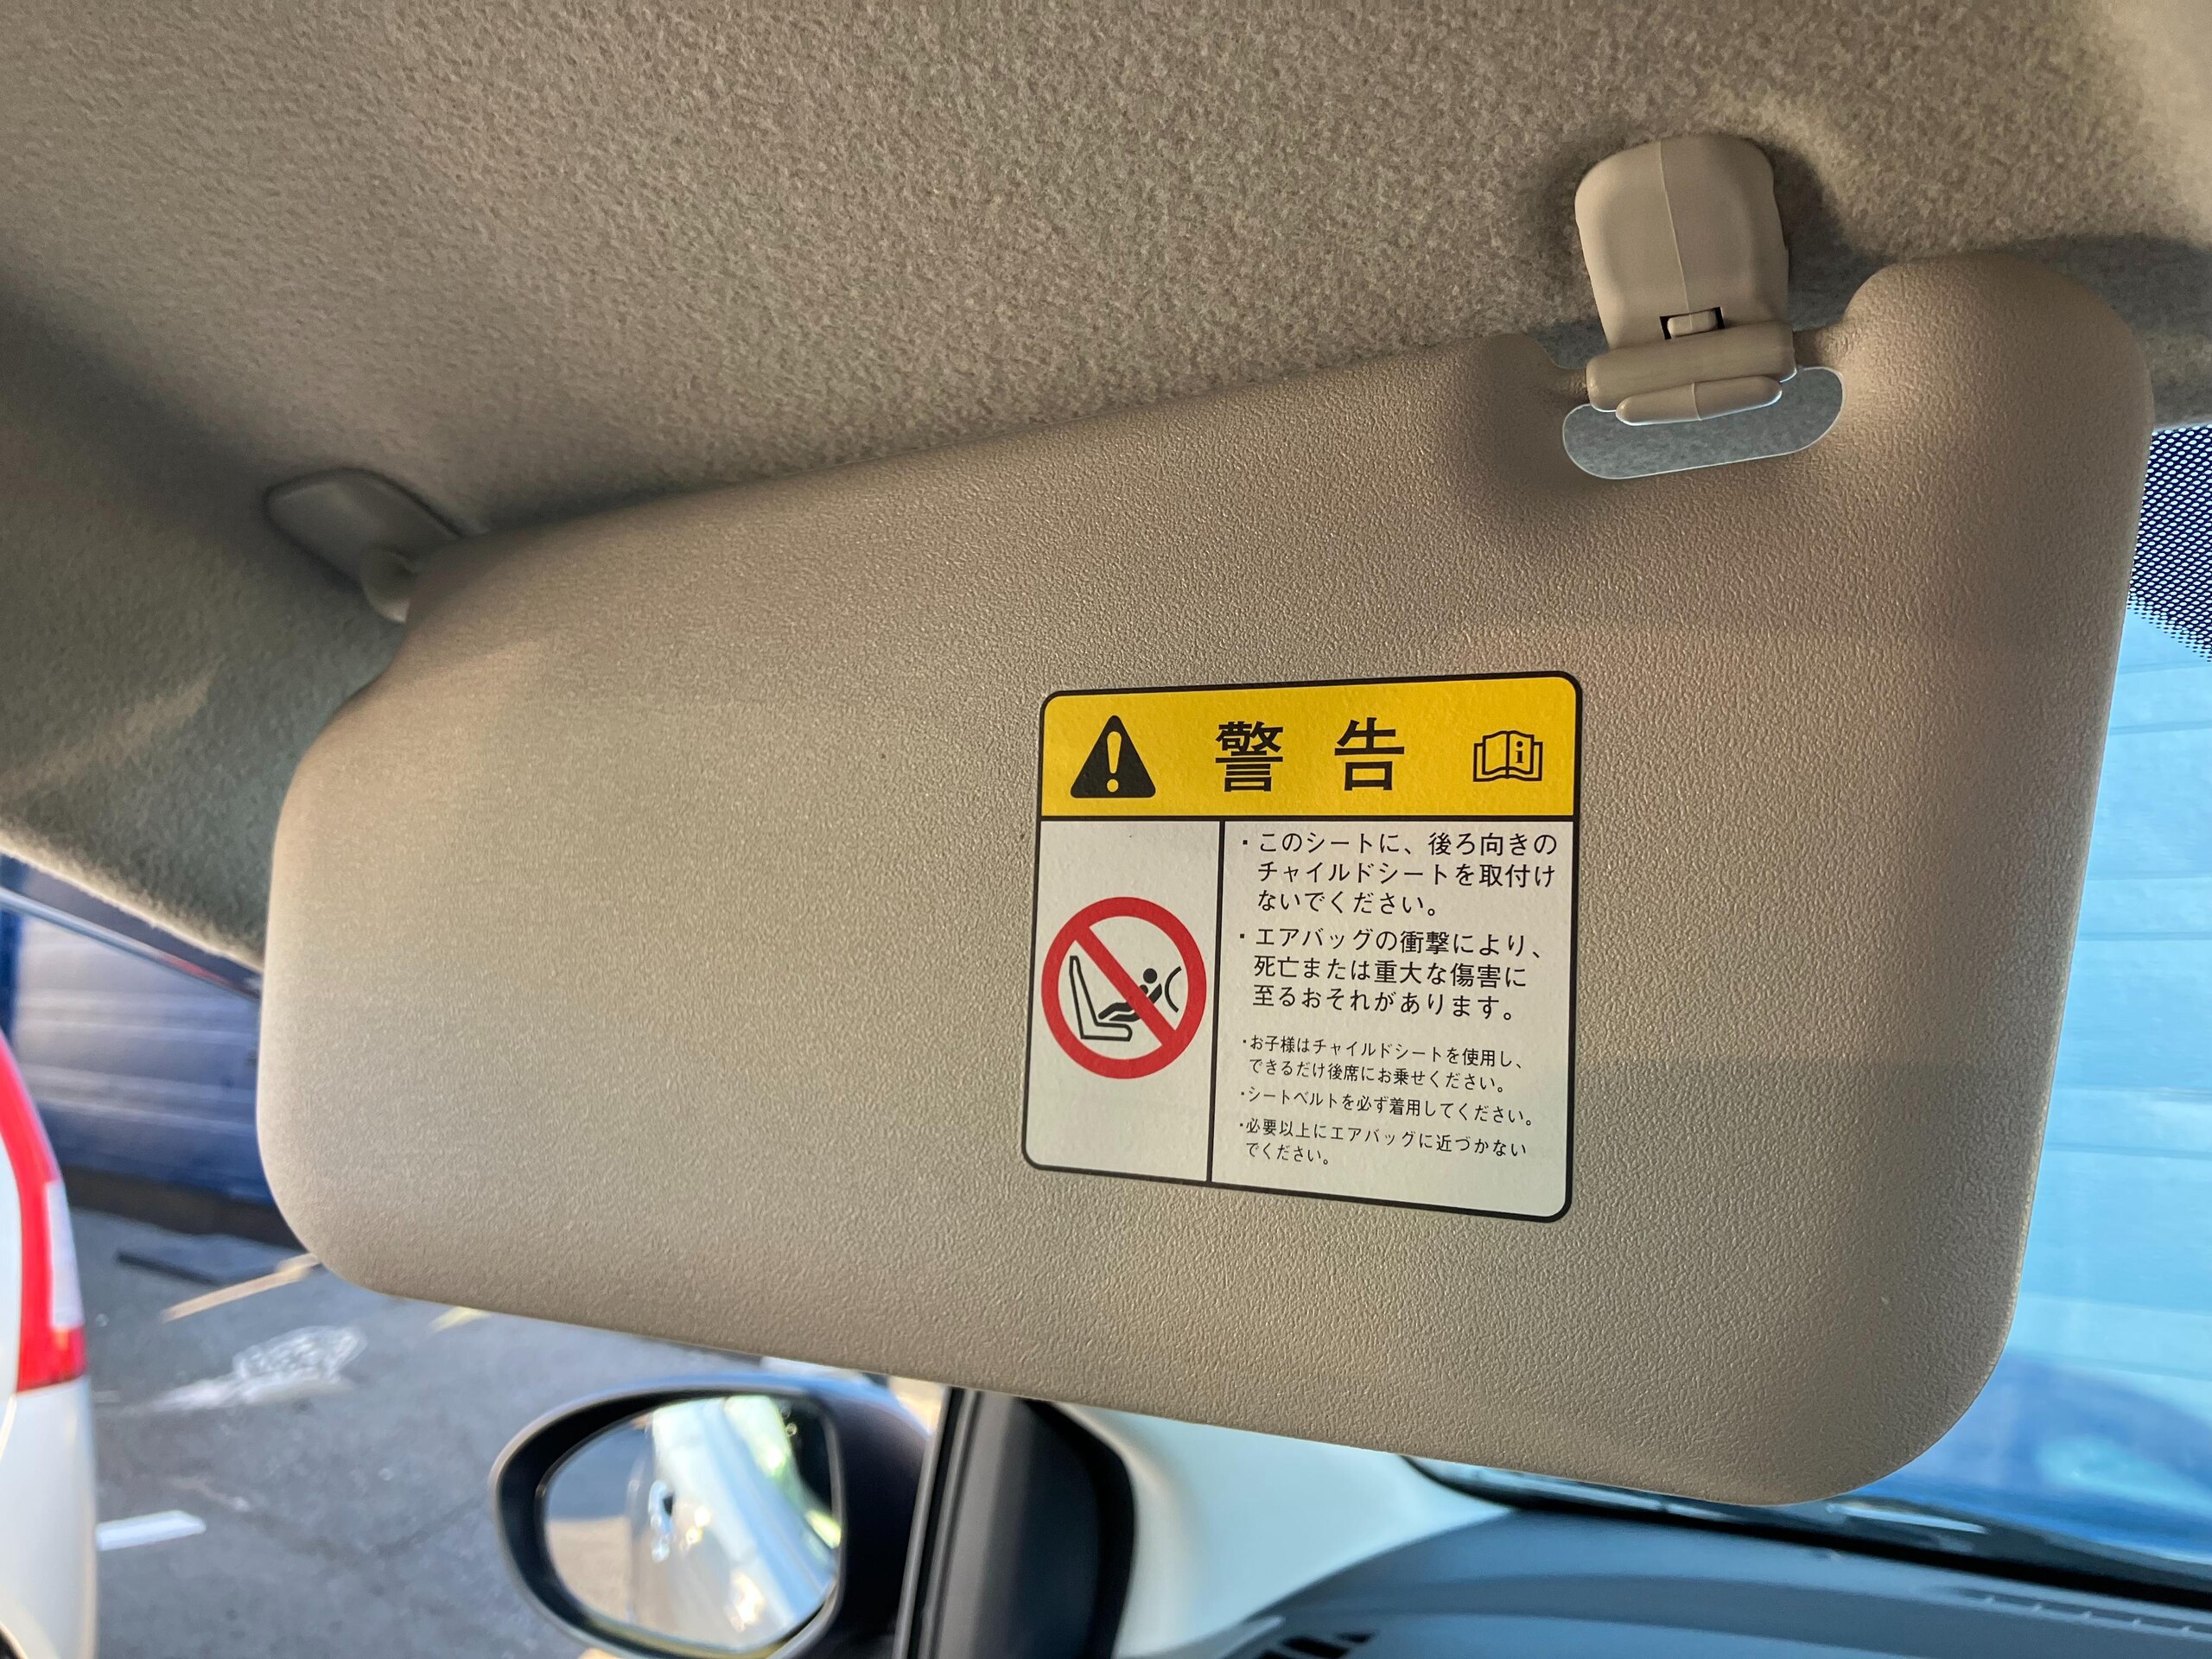 警告
・このシートに、後ろ向きの
チャイルドシートを取付け
ないでください。
・エアバッグの衝撃により、
死亡または重大な傷害に
至るおそれがあります。
・お子様はチャイルドシートを使用し、
できるだけ後席にお乗せください。
・シートベルトを必ず着用してください。
・必要以上にエアバッグに近づかない
でください。